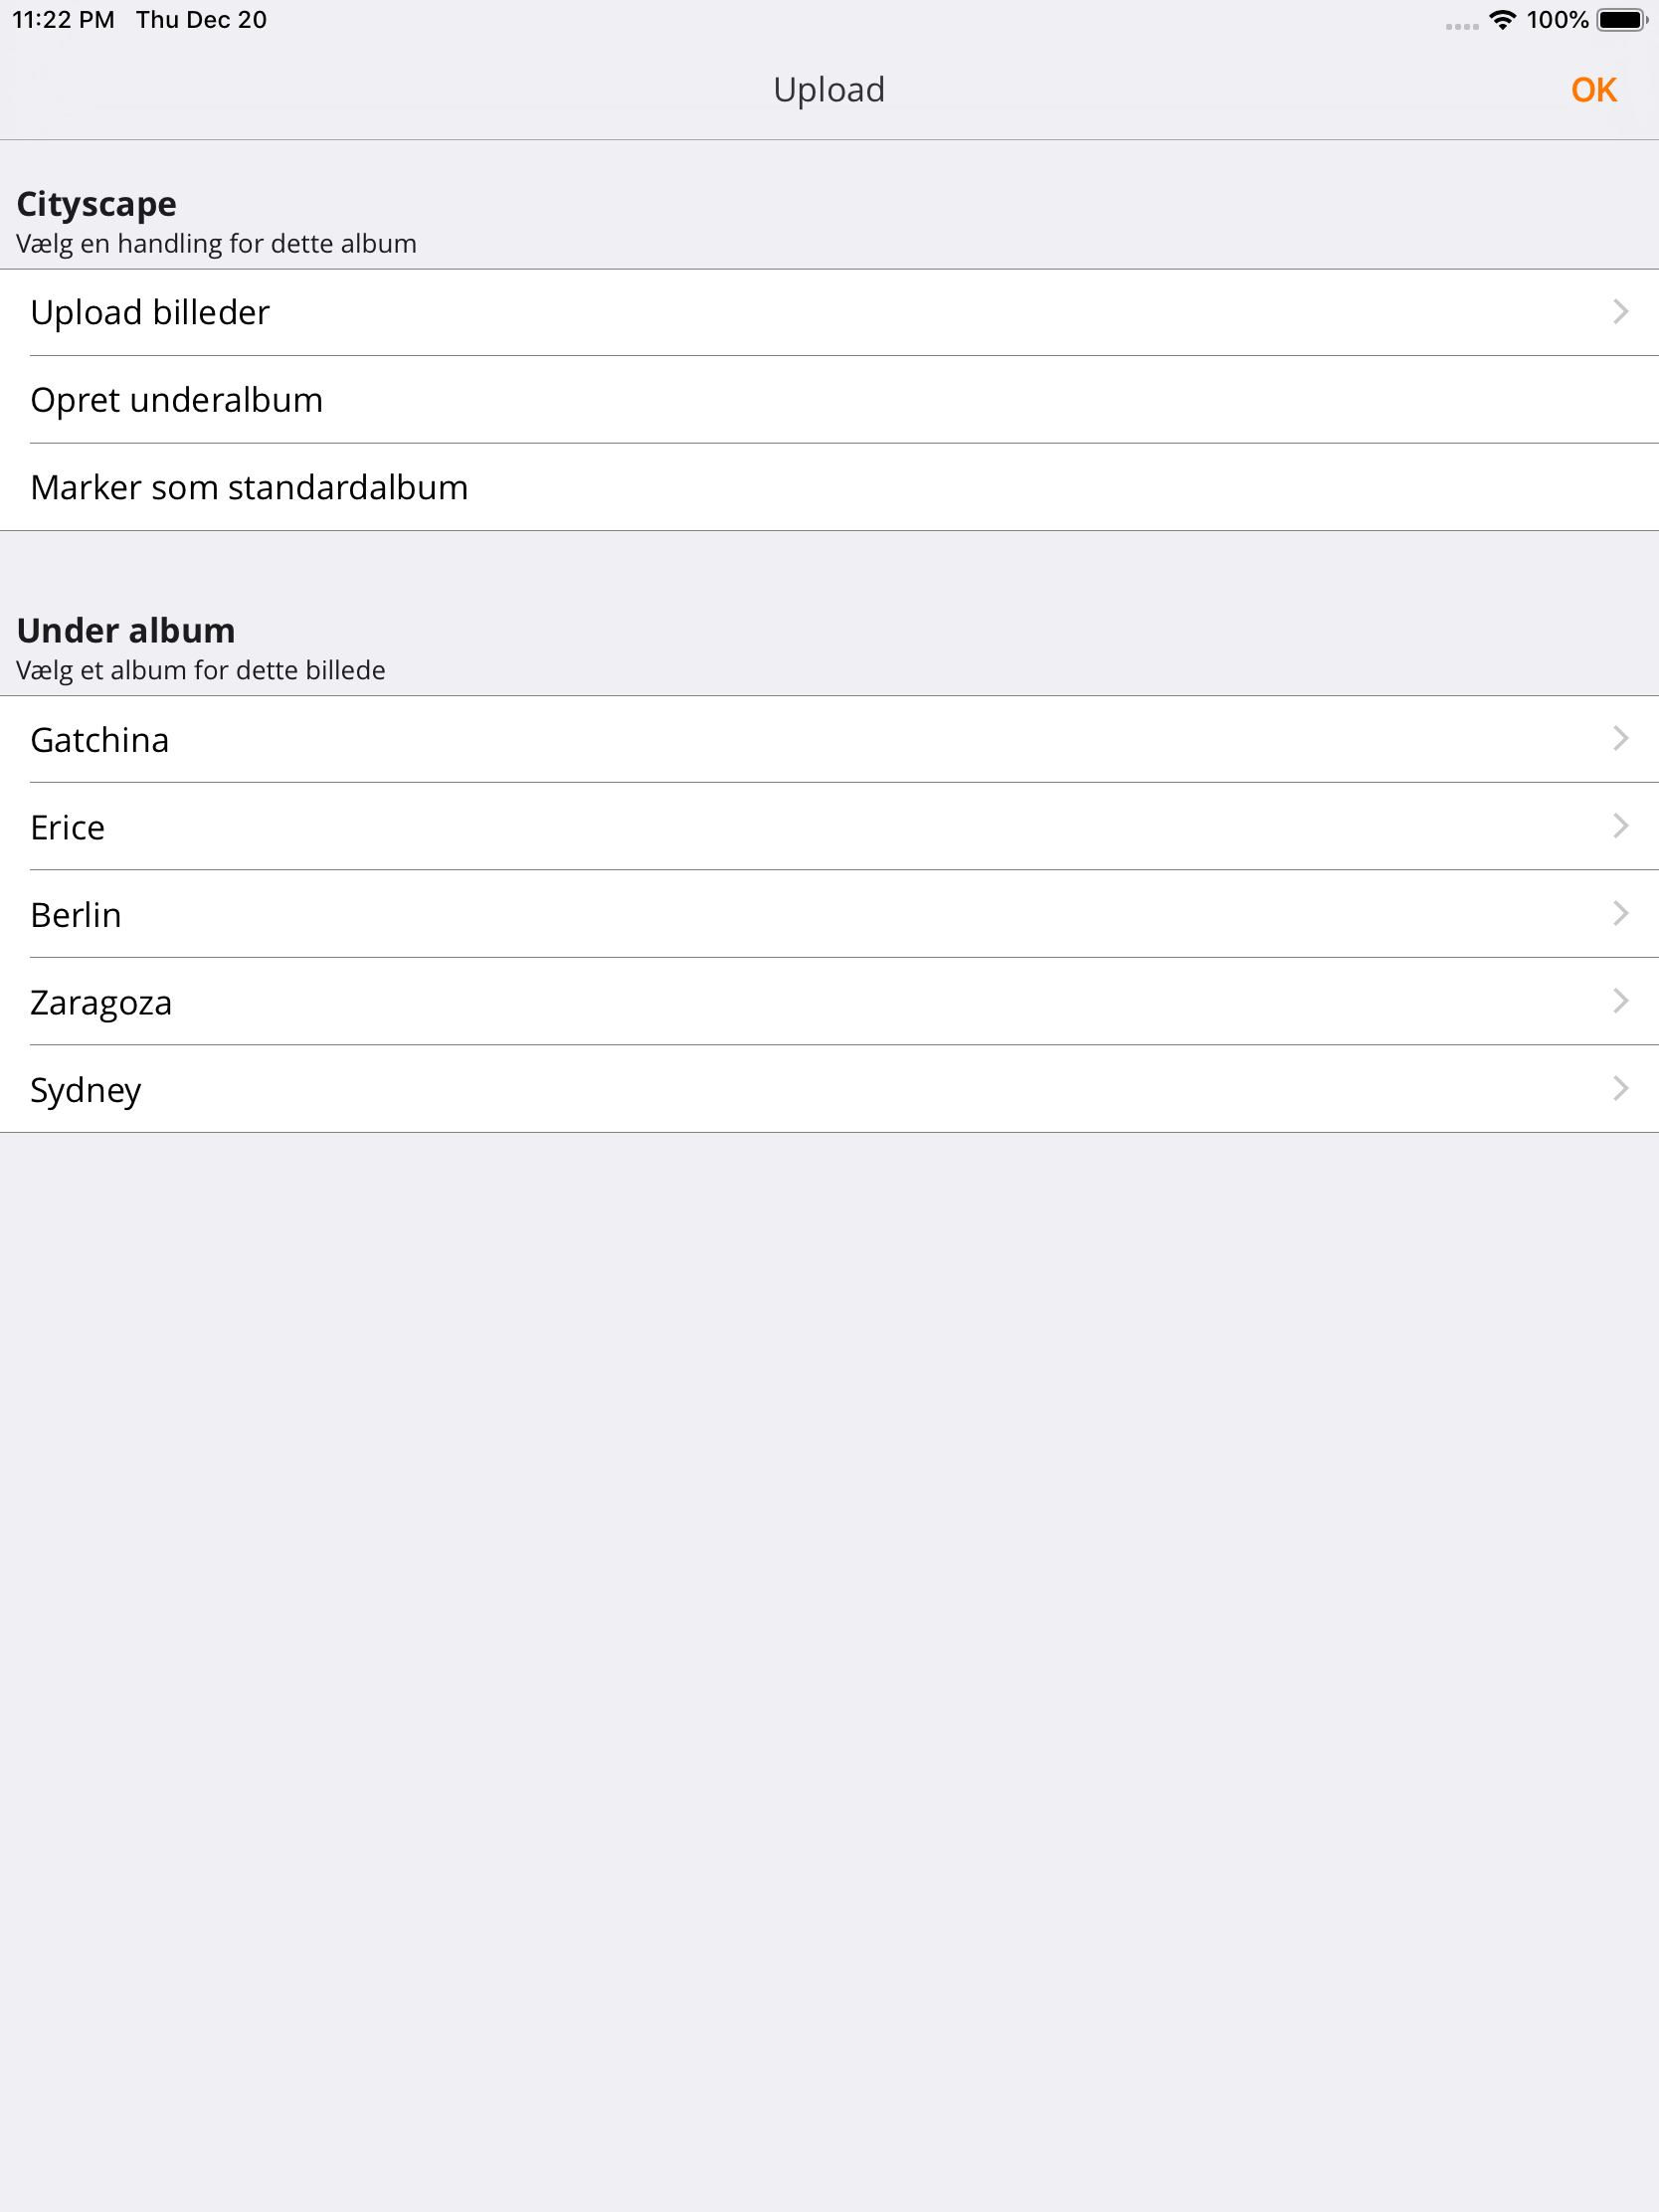 11:22 PM Thu Dec 20 100%
Upload OK
Cityscape
Vælg en handling for dette album
Upload billeder
Opret underalbum
Marker som standardalbum
Under album
Vælg et album for dette billede
Gatchina
Erice
Berlin
Zaragoza
Sydney